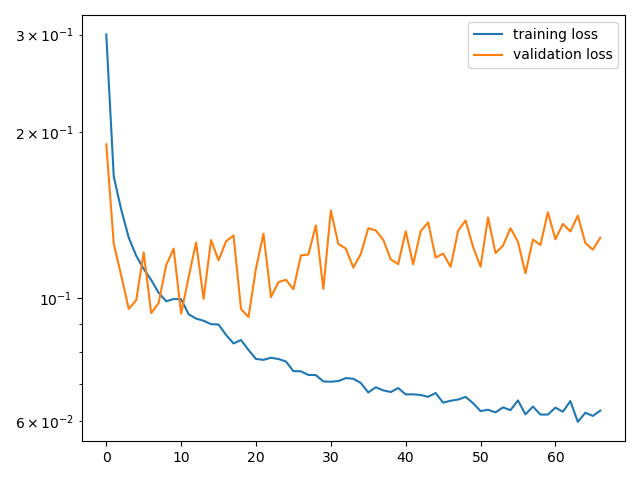 training loss
validation loss
3 × 10⁻¹
2 × 10⁻¹
10⁻¹
6 × 10⁻²
0 10 20 30 40 50 60